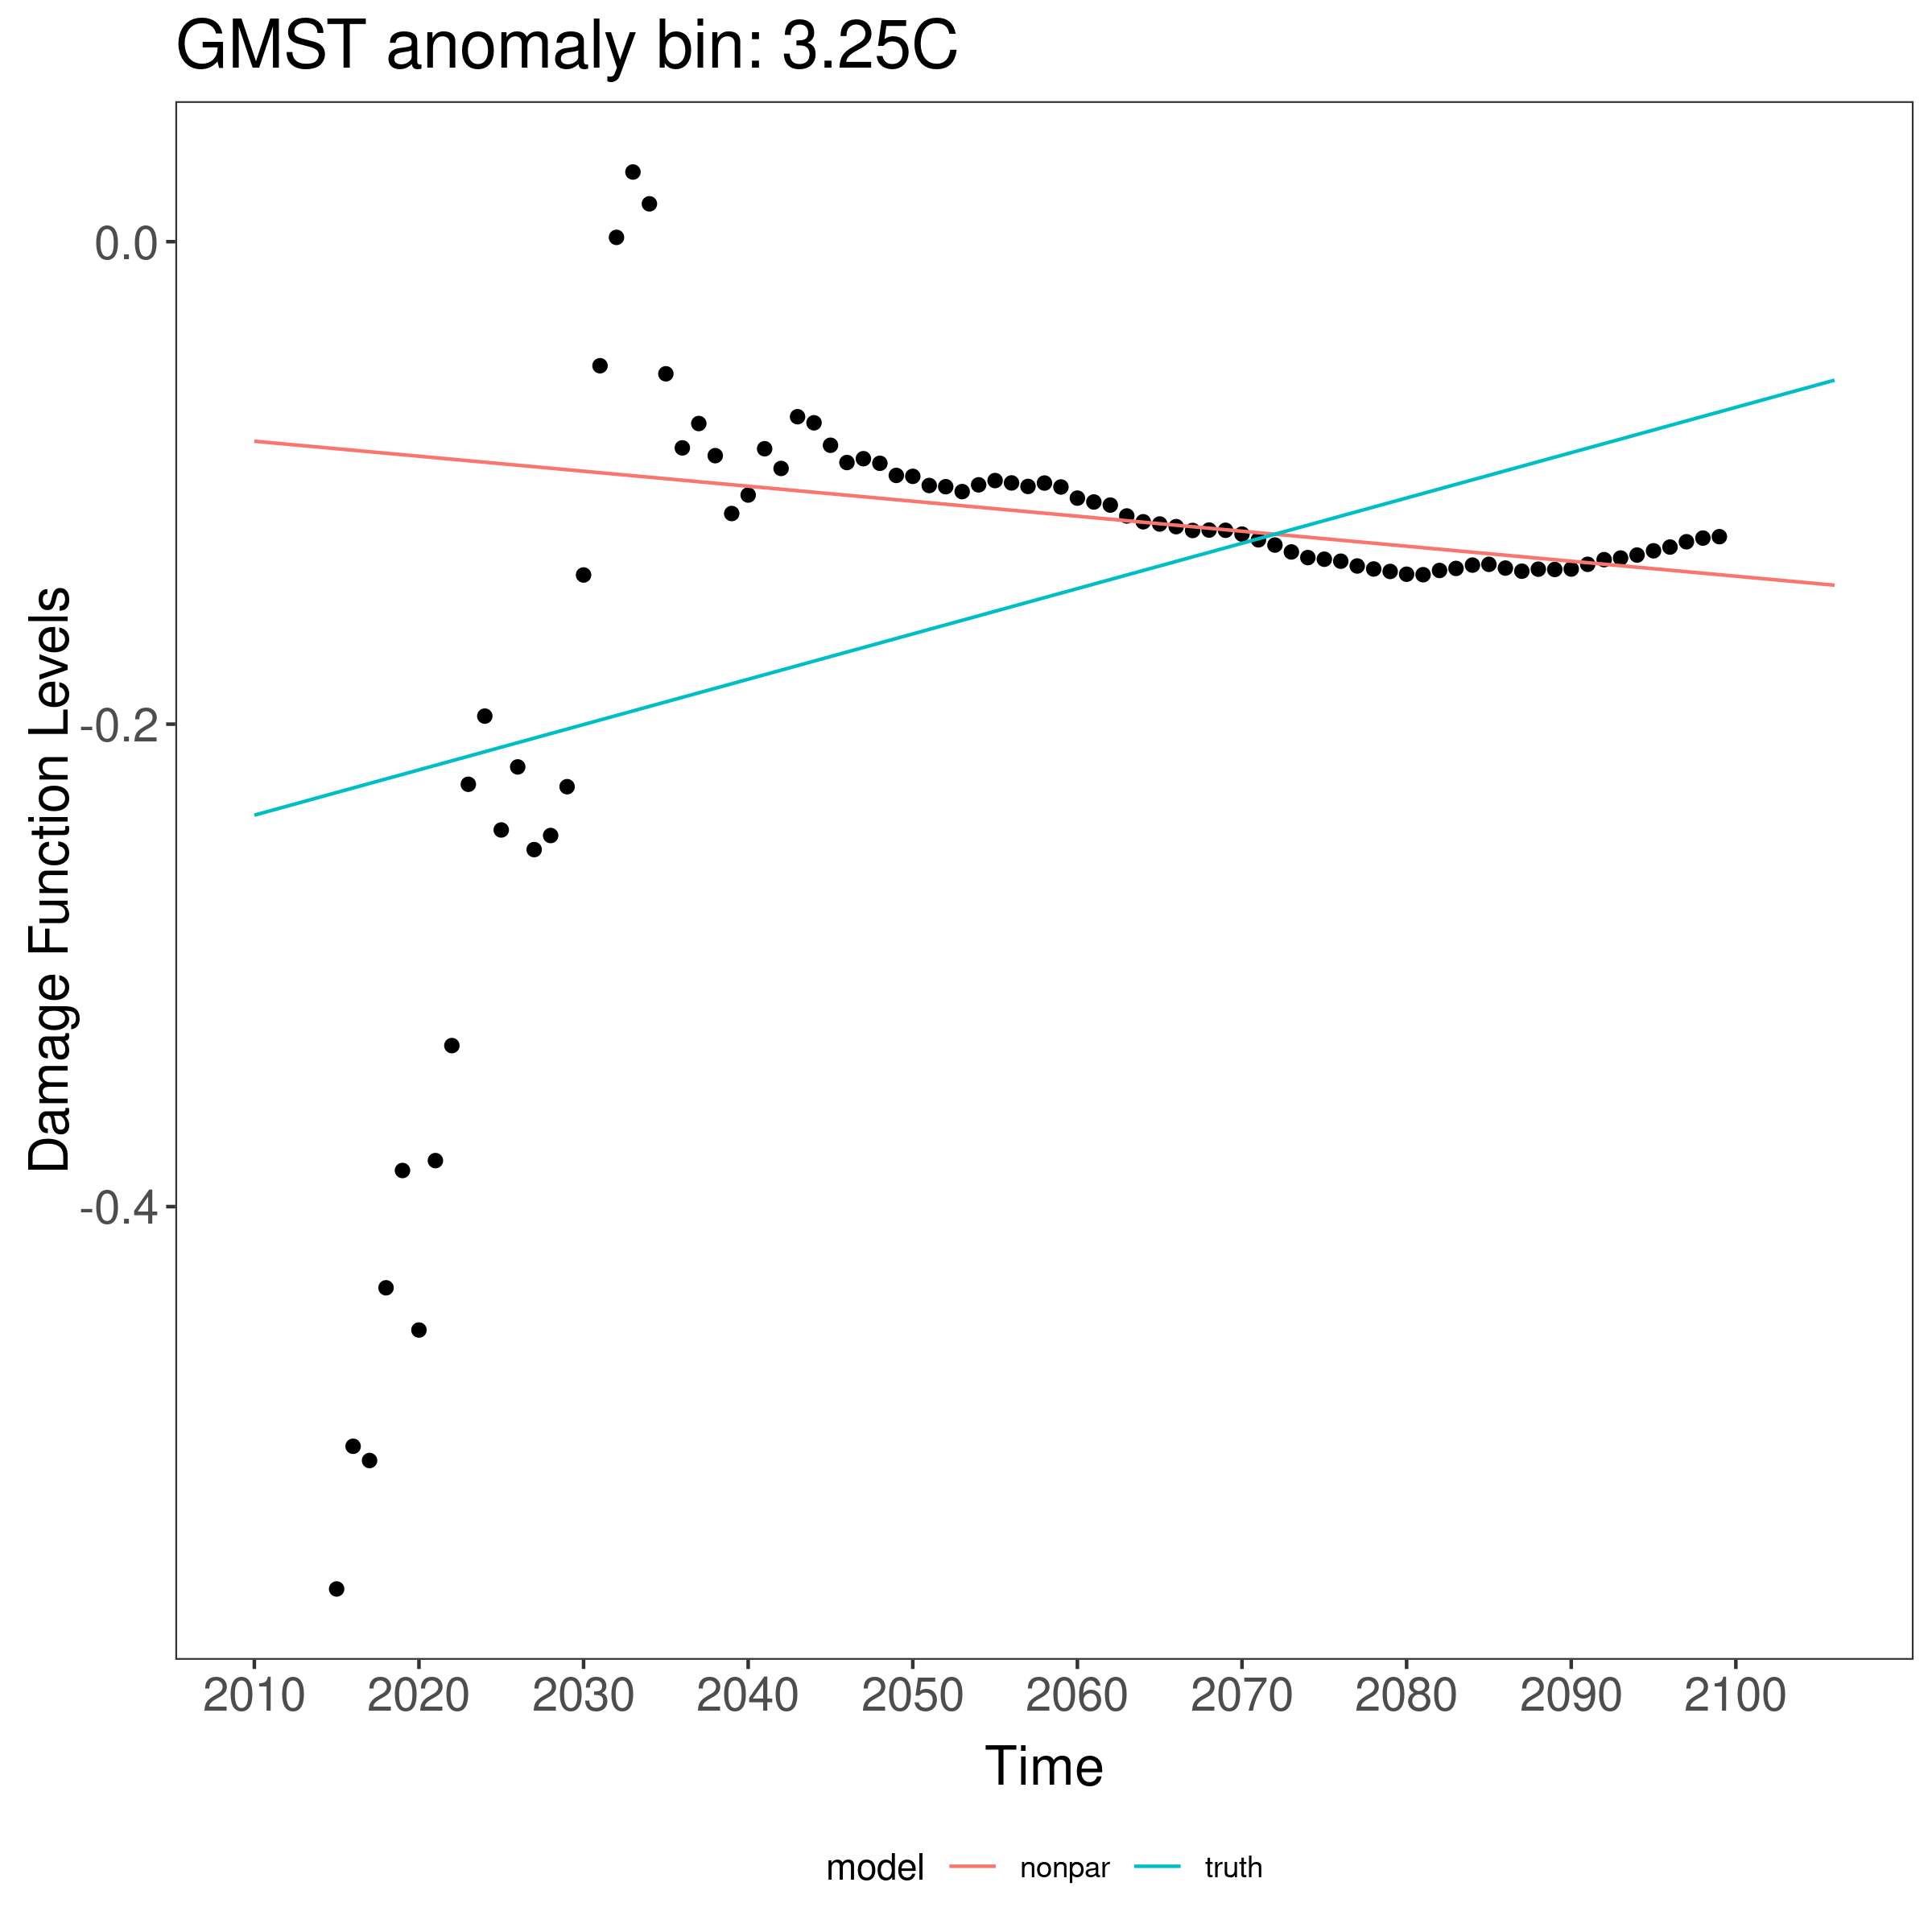 GMST anomaly bin: 3.25C
Damage Function Levels
0.0
-0.2
-0.4
2010 2020 2030 2040 2050 2060 2070 2080 2090 2100
Time
model nonpar truth